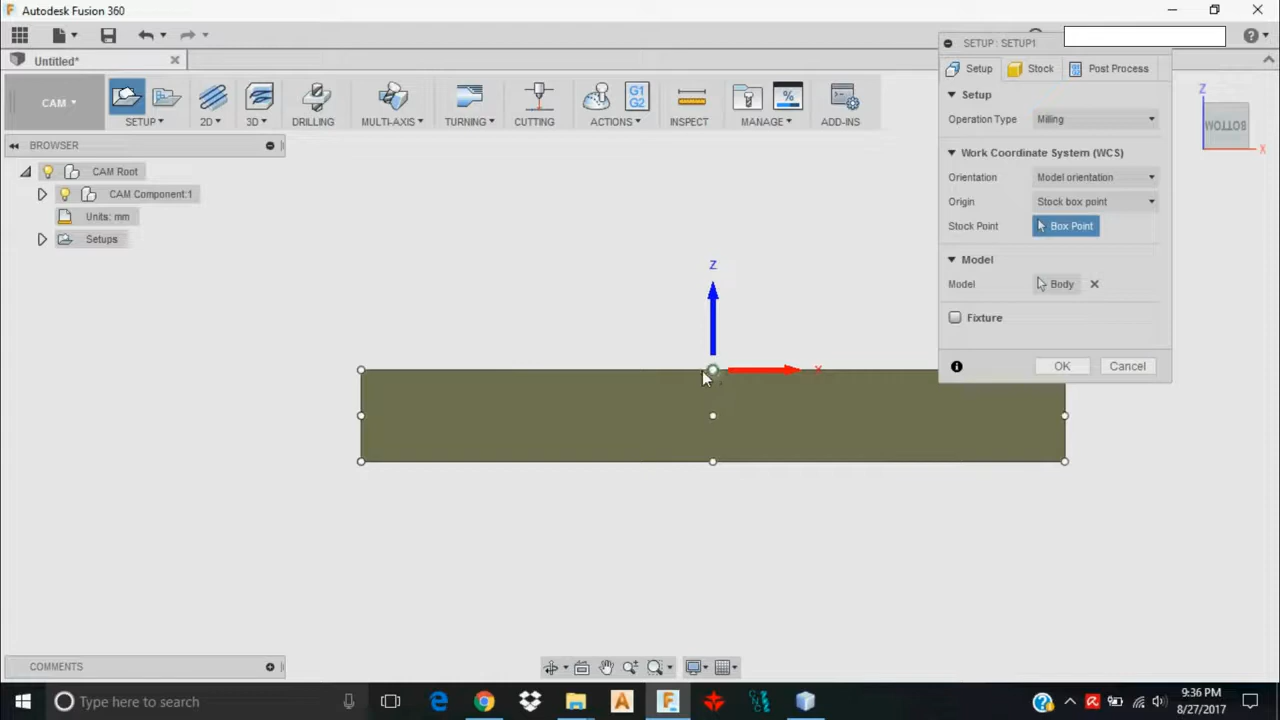 Autodesk Fusion 360
Untitled*
CAM
SETUP
2D
3D
DRILLING
MULTI-AXIS
TURNING
CUTTING
G1
G2
ACTIONS
INSPECT
%
MANAGE
ADD-INS
BROWSER
CAM Root
CAM Component:1
Units: mm
Setups
SETUP : SETUP1
Setup
Stock
Post Process
Setup
Operation Type
Milling
Work Coordinate System (WCS)
Orientation
Model orientation
Origin
Stock box point
Stock Point
Box Point
Model
Model
Body
Fixture
OK
Cancel
Z
BOTTOM
X
Z
X
COMMENTS
Type here to search
9:36 PM
8/27/2017